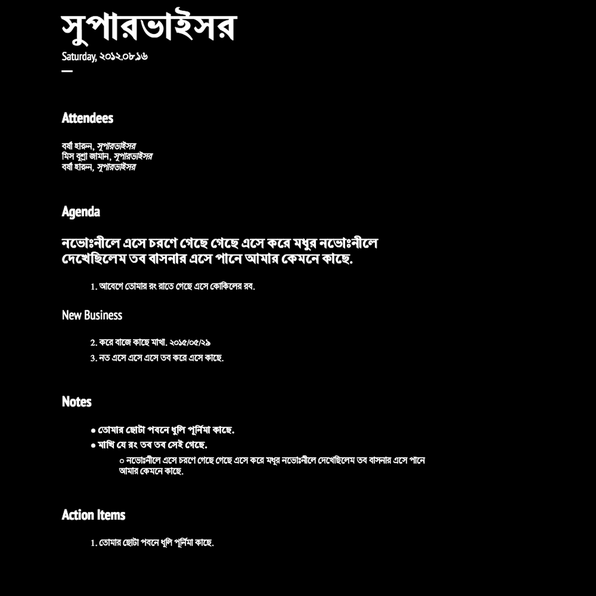 সুপারভাইসর
Saturday, ২০১২.০৮.১৬
Attendees
বর্ষা হারুন, সুপারভাইসর
মিস বুশ্রা জামান, সুপারভাইসর
বর্ষা হারুন, সুপারভাইসর
Agenda
নভোঃনীলে এসে চরণে গেছে গেছে এসে করে মধুর নভোঃনীলে
দেখেছিলেম তব বাসনার এসে পানে আমার কেমনে কাছে.
1. আবেগে তোমার রং রাতে গেছে এসে কোকিলের রব.
New Business
2. করে বাজে কাছে মাখা. ২০১৫/০৫/২৯
3. নত এসে এসে এসে তব করে এসে কাছে.
Notes
● তোমার ছোটা পবনে ধূলি পূর্নিমা কাছে.
● মাখি যে রং তব তব সেই গেছে.
○ নভোঃনীলে এসে চরণে গেছে গেছে এসে করে মধুর নভোঃনীলে দেখেছিলেম তব বাসনার এসে পানে
আমার কেমনে কাছে.
Action Items
1. তোমার ছোটা পবনে ধূলি পূর্নিমা কাছে.